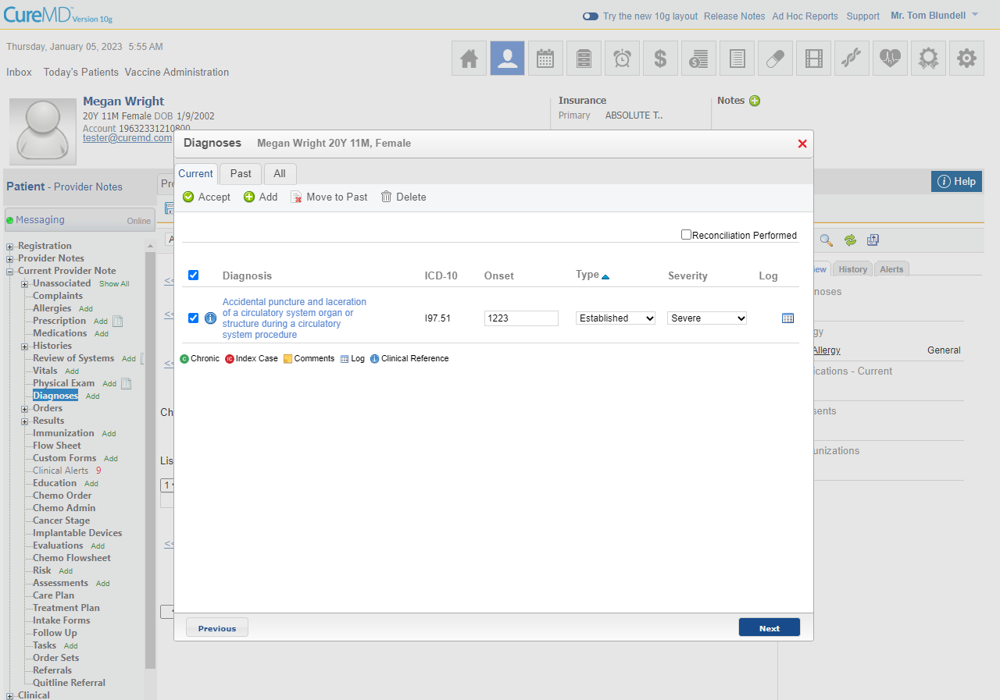 CureMD™ Version 10g
Try the new 10g layout Release Notes Ad Hoc Reports Support Mr. Tom Blundell
Thursday, January 05, 2023 5:55 AM
Inbox Today's Patients Vaccine Administration
Megan Wright
20Y 11M Female DOB 1/9/2002
Account 19632331210800
tester@curemd.com
Insurance
Primary ABSOLUTE T..
Notes
Patient - Provider Notes
Help
Messaging Online
Registration
Provider Notes
Current Provider Note
Unassociated Show All
Complaints
Allergies Add
Prescription Add
Medications Add
Histories
Review of Systems Add
Vitals Add
Physical Exam Add
Diagnoses Add
Orders
Results
Immunization Add
Flow Sheet
Custom Forms Add
Clinical Alerts 9
Education Add
Chemo Order
Chemo Admin
Cancer Stage
Implantable Devices
Evaluations Add
Chemo Flowsheet
Risk Add
Assessments Add
Care Plan
Treatment Plan
Intake Forms
Follow Up
Tasks Add
Order Sets
Referrals
Quitline Referral
Clinical
Diagnoses Megan Wright 20Y 11M, Female
Current Past All
Accept Add Move to Past Delete
Reconciliation Performed
Diagnosis ICD-10 Onset Type Severity Log
Accidental puncture and laceration
of a circulatory system organ or
structure during a circulatory
system procedure
I97.51 1223 Established Severe
Chronic IC Index Case Comments Log Clinical Reference
Previous Next
History Alerts
Allergy General
- Current